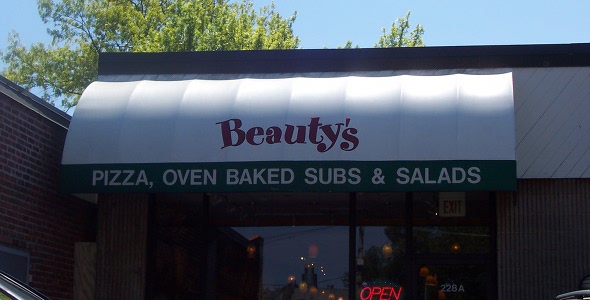 Beauty's
PIZZA, OVEN BAKED SUBS & SALADS
EXIT
OPEN
228A